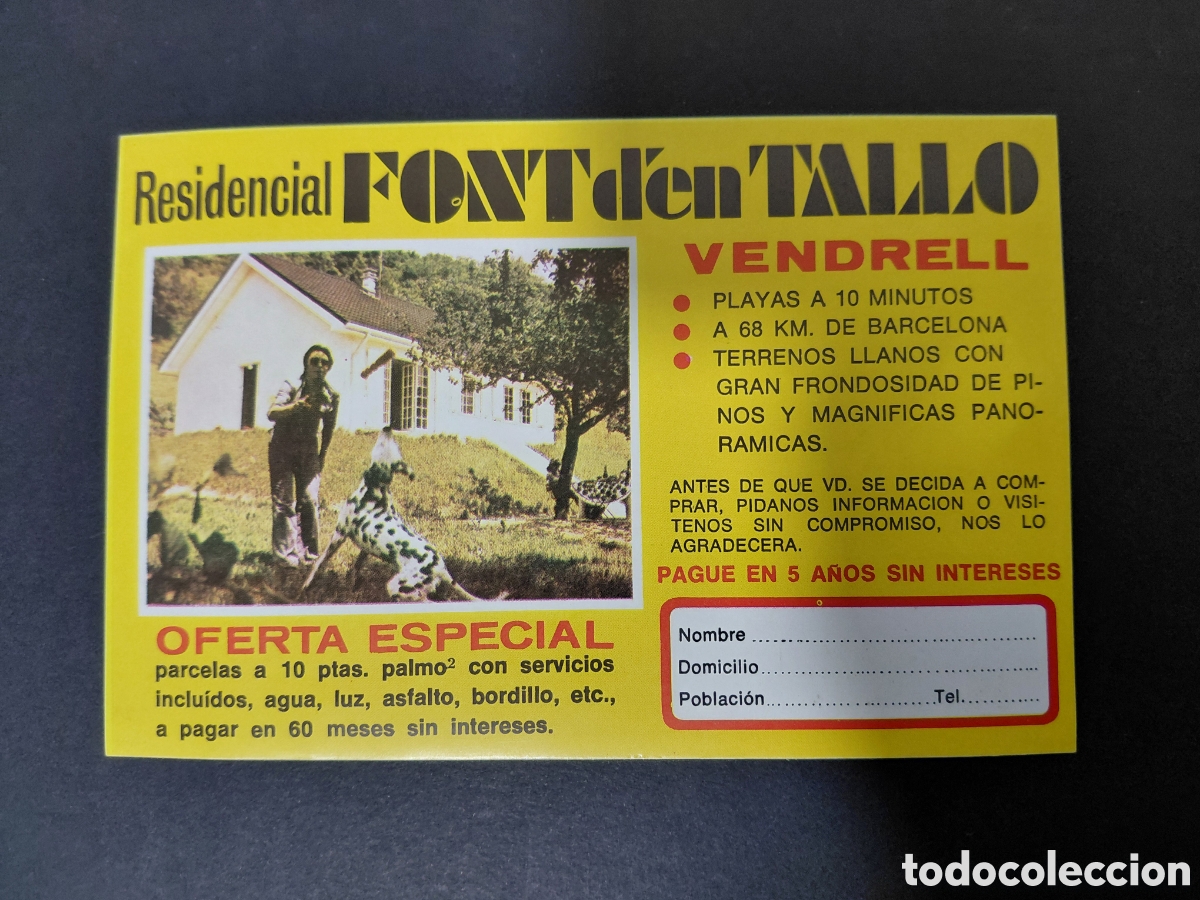 Residencial FONT d'en TALLO
VENDRELL
PLAYAS A 10 MINUTOS
A 68 KM. DE BARCELONA
TERRENOS LLANOS CON
GRAN FRONDOSIDAD DE PI-
NOS Y MAGNIFICAS PANO-
RAMICAS.
ANTES DE QUE VD. SE DECIDA A COM-
PRAR, PIDANOS INFORMACION O VISI-
TENOS SIN COMPROMISO, NOS LO
AGRADECERA.
PAGUE EN 5 AÑOS SIN INTERESES
OFERTA ESPECIAL
parcelas a 10 ptas. palmo² con servicios
incluídos, agua, luz, asfalto, bordillo, etc.,
a pagar en 60 meses sin intereses.
Nombre
Domicilio
Población Tel.
todocoleccion